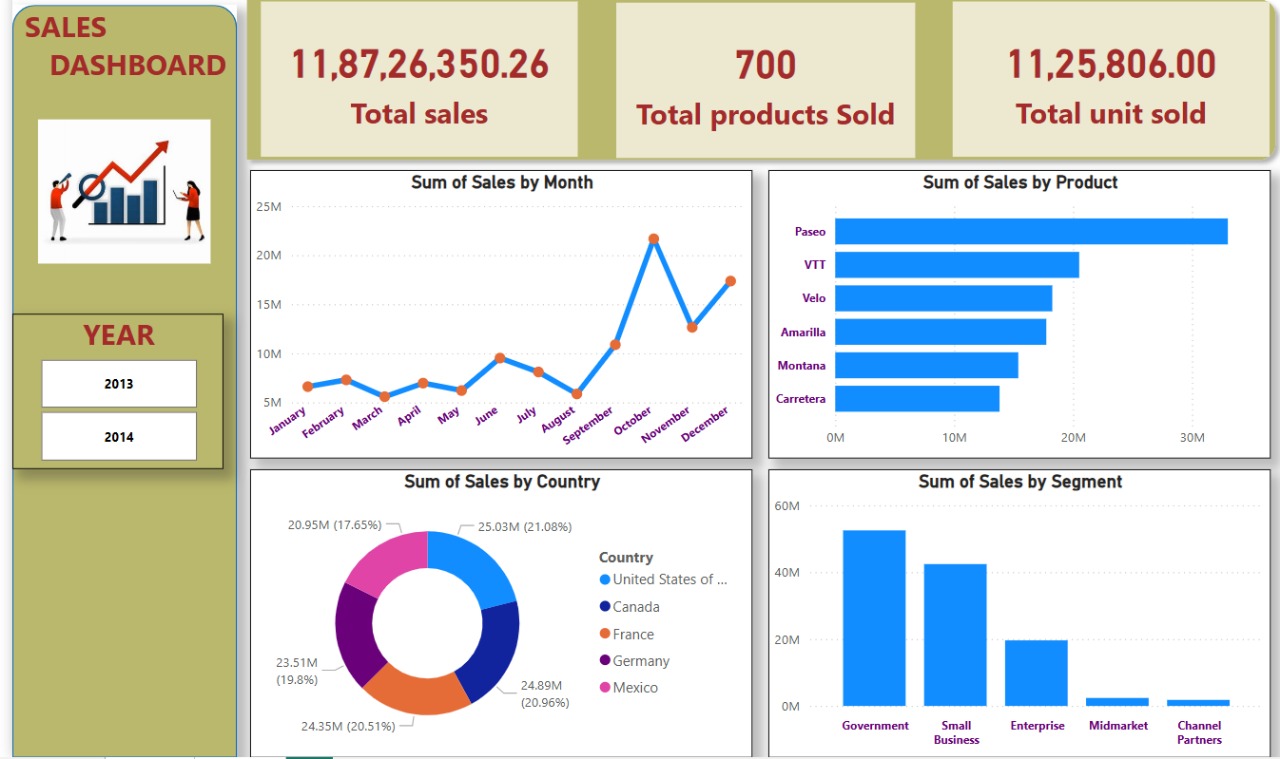 SALES
DASHBOARD
11,87,26,350.26
Total sales
700
Total products Sold
11,25,806.00
Total unit sold
YEAR
2013
2014
Sum of Sales by Month
25M
20M
15M
10M
5M
January
February
March
April
May
June
July
August
September
October
November
December
Sum of Sales by Product
Paseo
VTT
Velo
Amarilla
Montana
Carretera
0M
10M
20M
30M
Sum of Sales by Country
20.95M (17.65%)
25.03M (21.08%)
23.51M
(19.8%)
24.89M
(20.96%)
24.35M (20.51%)
Country
United States of ...
Canada
France
Germany
Mexico
Sum of Sales by Segment
60M
40M
20M
0M
Government
Small
Business
Enterprise
Midmarket
Channel
Partners